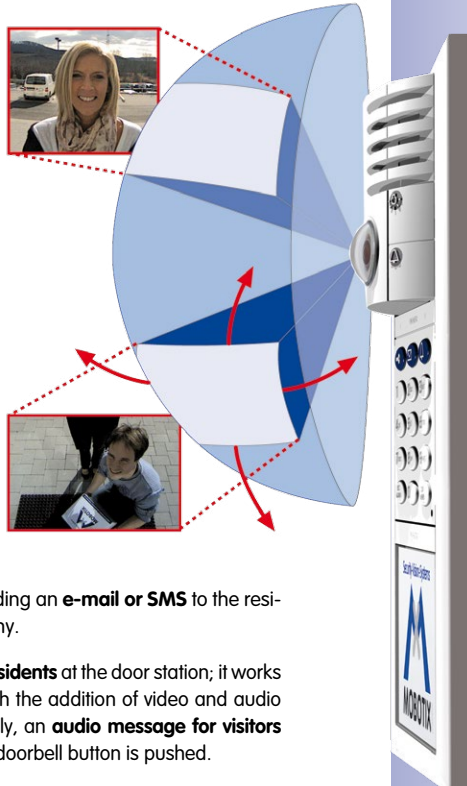 ding an e-mail or SMS to the resi-
ny.
sidents at the door station; it works
h the addition of video and audio
ly, an audio message for visitors
doorbell button is pushed.
Security-Vision-Systems
MOBOTIX